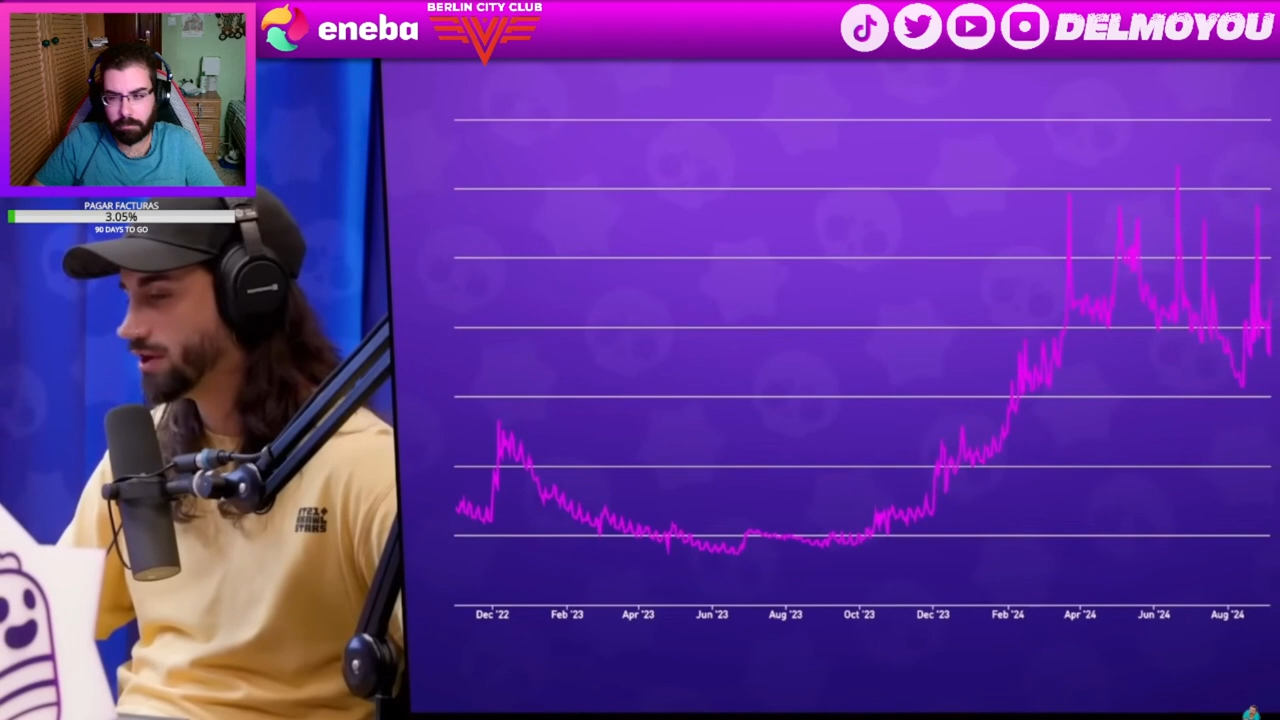 BERLIN CITY CLUB
eneba
DELMOYOU
PAGAR FACTURAS
3.05%
90 DAYS TO GO
Dec '22
Feb '23
Apr '23
Jun '23
Aug '23
Oct '23
Dec '23
Feb '24
Apr '24
Jun '24
Aug '24